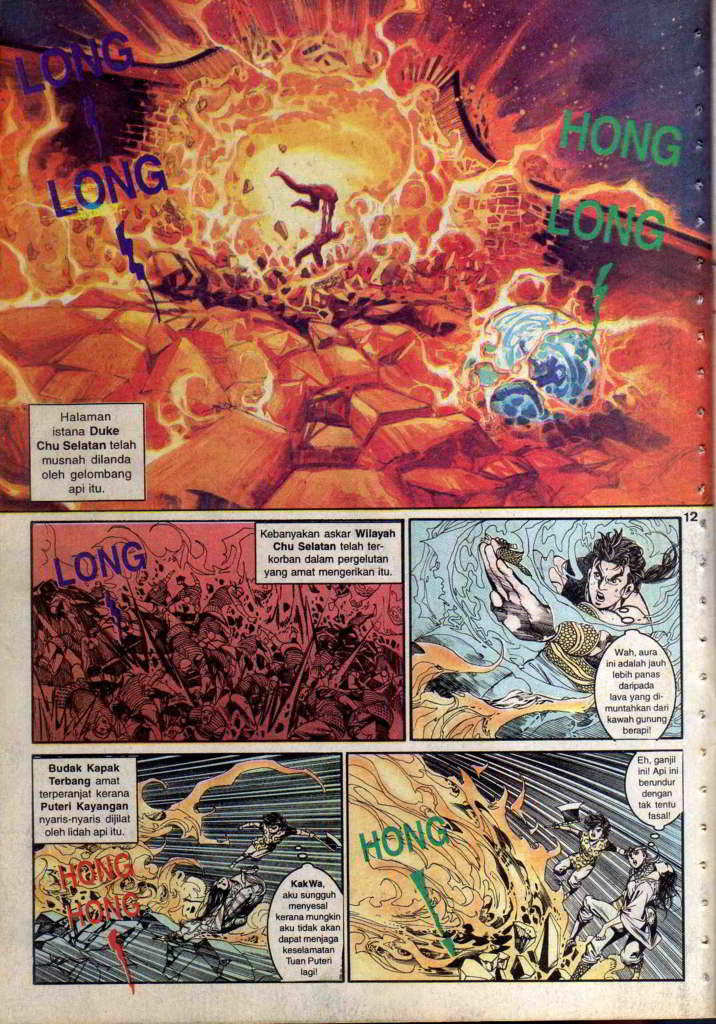 LONG
LONG
HONG
LONG
Halaman
istana Duke
Chu Selatan telah
musnah dilanda
oleh gelombang
api itu.
12
LONG
Kebanyakan askar Wilayah
Chu Selatan telah ter-
korban dalam pergelutan
yang amat mengerikan itu.
Wah, aura
ini adalah jauh
lebih panas
daripada
lava yang di-
muntahkan dari
kawah gunung
berapi!
Budak Kapak
Terbang amat
terperanjat kerana
Puteri Kayangan
nyaris-nyaris dijilat
oleh lidah api itu.
HONG
HONG
KakWa,
aku sungguh
menyesal
kerana mungkin
aku tidak akan
dapat menjaga
keselamatan
Tuan Puteri
lagi!
HONG
Eh, ganjil
ini! Api ini
berundur
dengan
tak tentu
fasal!